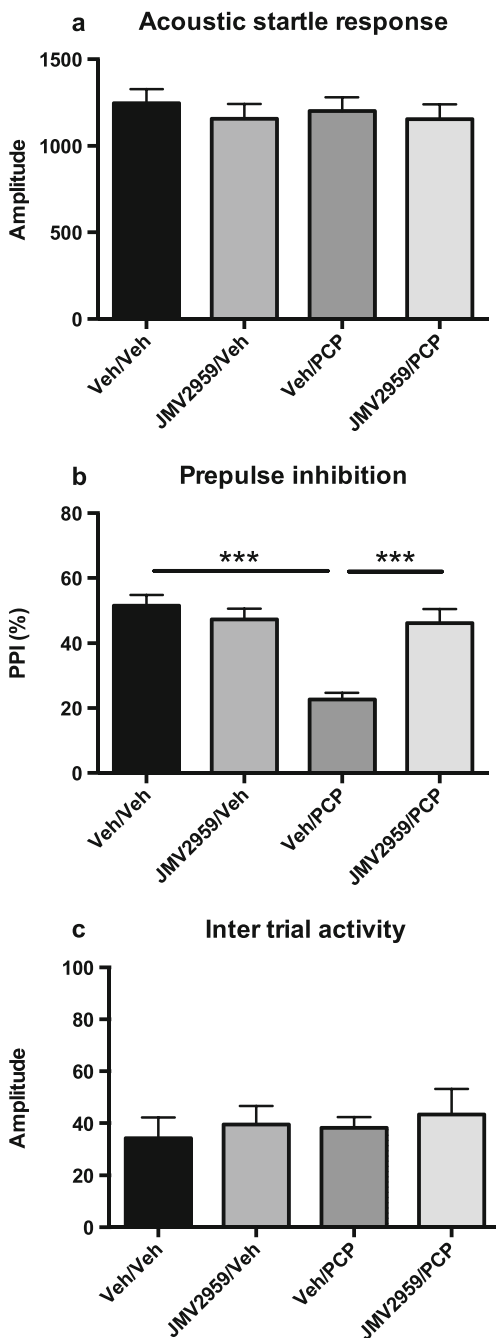 a Acoustic startle response
1500
1000
500
0
Amplitude
Veh/Veh
JMV2959/Veh
Veh/PCP
JMV2959/PCP
b Prepulse inhibition
80
60
40
20
0
PPI (%)
*** ***
Veh/Veh
JMV2959/Veh
Veh/PCP
JMV2959/PCP
c Inter trial activity
100
80
60
40
20
0
Amplitude
Veh/Veh
JMV2959/Veh
Veh/PCP
JMV2959/PCP